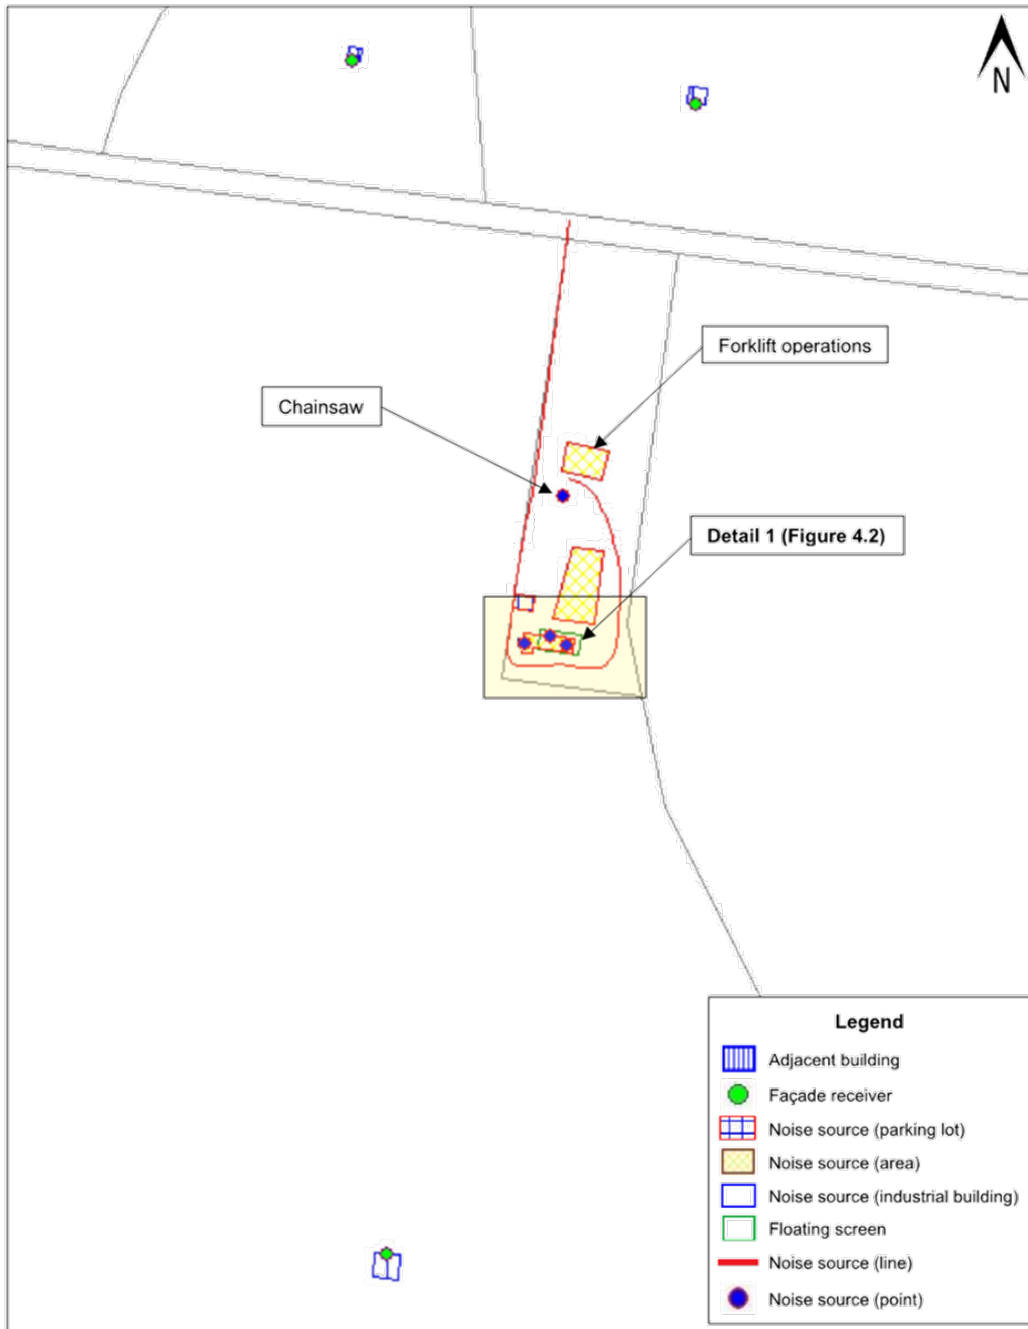 N
Forklift operations
Chainsaw
Detail 1 (Figure 4.2)
Legend
Adjacent building
Façade receiver
Noise source (parking lot)
Noise source (area)
Noise source (industrial building)
Floating screen
Noise source (line)
Noise source (point)